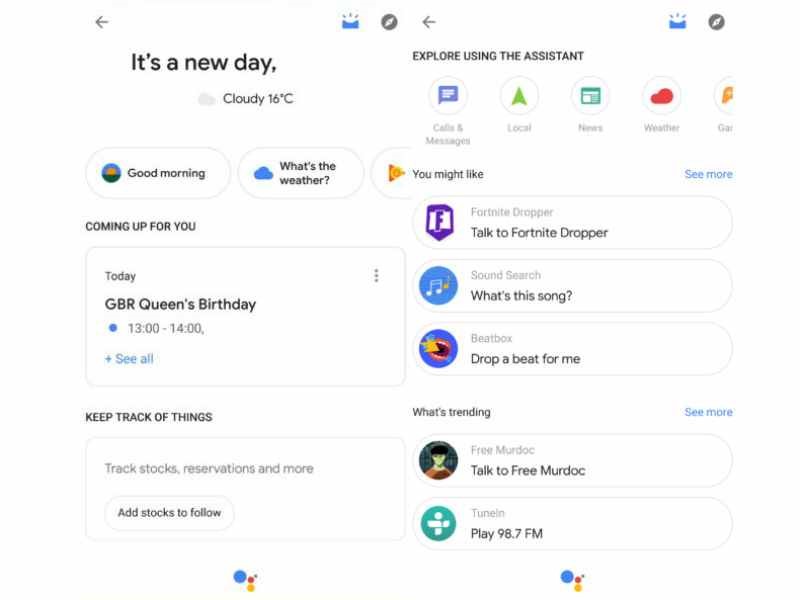 It's a new day,
Cloudy 16°C
Good morning
What's the
weather?
COMING UP FOR YOU
Today
GBR Queen's Birthday
13:00 - 14:00,
+ See all
KEEP TRACK OF THINGS
Track stocks, reservations and more
Add stocks to follow
EXPLORE USING THE ASSISTANT
Calls &
Messages
Local
News
Weather
Gar
You might like
See more
Fortnite Dropper
Talk to Fortnite Dropper
Sound Search
What's this song?
Beatbox
Drop a beat for me
What's trending
See more
Free Murdoc
Talk to Free Murdoc
TuneIn
Play 98.7 FM